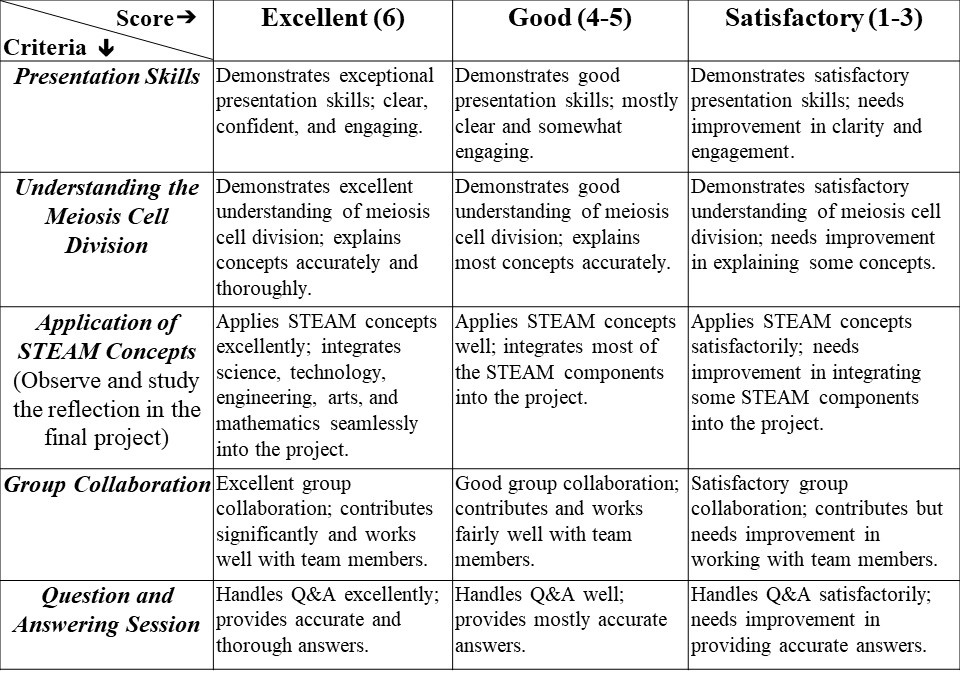 Score➔
Criteria 🡻
Excellent (6)
Good (4-5)
Satisfactory (1-3)
Presentation Skills
Demonstrates exceptional
presentation skills; clear,
confident, and engaging.
Demonstrates good
presentation skills; mostly
clear and somewhat
engaging.
Demonstrates satisfactory
presentation skills; needs
improvement in clarity and
engagement.
Understanding the
Meiosis Cell
Division
Demonstrates excellent
understanding of meiosis
cell division; explains
concepts accurately and
thoroughly.
Demonstrates good
understanding of meiosis
cell division; explains
most concepts accurately.
Demonstrates satisfactory
understanding of meiosis cell
division; needs improvement
in explaining some concepts.
Application of
STEAM Concepts
(Observe and study
the reflection in the
final project)
Applies STEAM concepts
excellently; integrates
science, technology,
engineering, arts, and
mathematics seamlessly
into the project.
Applies STEAM concepts
well; integrates most of
the STEAM components
into the project.
Applies STEAM concepts
satisfactorily; needs
improvement in integrating
some STEAM components
into the project.
Group Collaboration
Excellent group
collaboration; contributes
significantly and works
well with team members.
Good group collaboration;
contributes and works
fairly well with team
members.
Satisfactory group
collaboration; contributes but
needs improvement in
working with team members.
Question and
Answering Session
Handles Q&A excellently;
provides accurate and
thorough answers.
Handles Q&A well;
provides mostly accurate
answers.
Handles Q&A satisfactorily;
needs improvement in
providing accurate answers.